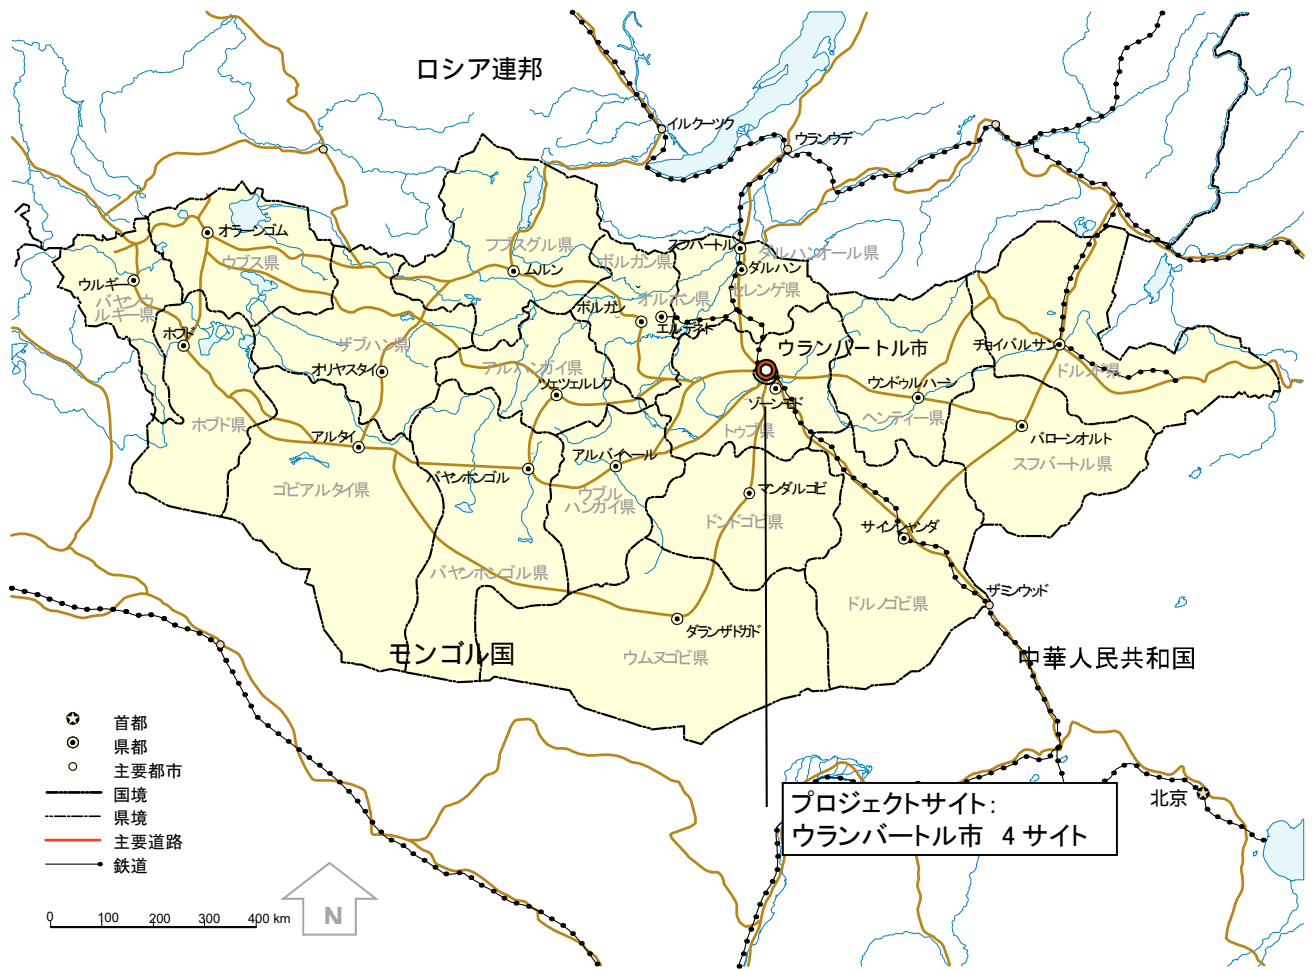 ロシア連邦
イルクーツク
ウランウデ
オラーンゴム
ウブス県
ウルギー
バヤンウ
ルギー県
ホブド
フブスグル県
ムルン
ボルガン県
スフバートル
ダルハンオール県
ダルハン
セレンゲ県
オルホン県
ボルガン
エルデネト
ザブハン県
オリヤスタイ
アルハンガイ県
ツェツェルレグ
ウランバートル市
ゾーンモド
トゥブ県
ウンドゥルハーン
ヘンティー県
チョイバルサン
ドルノド県
バローンオルト
スフバートル県
ホブド県
アルタイ
ゴビアルタイ県
バヤンホンゴル
アルバイヘール
ウブル
ハンガイ県
マンダルゴビ
ドンドゴビ県
サインシャンダ
バヤンホンゴル県
ドルノゴビ県
ザミンウッド
ダランザドガド
ウムヌゴビ県
モンゴル国
中華人民共和国
首都
県都
主要都市
国境
県境
主要道路
鉄道
北京
プロジェクトサイト：
ウランバートル市 4 サイト
N
0 100 200 300 400 km